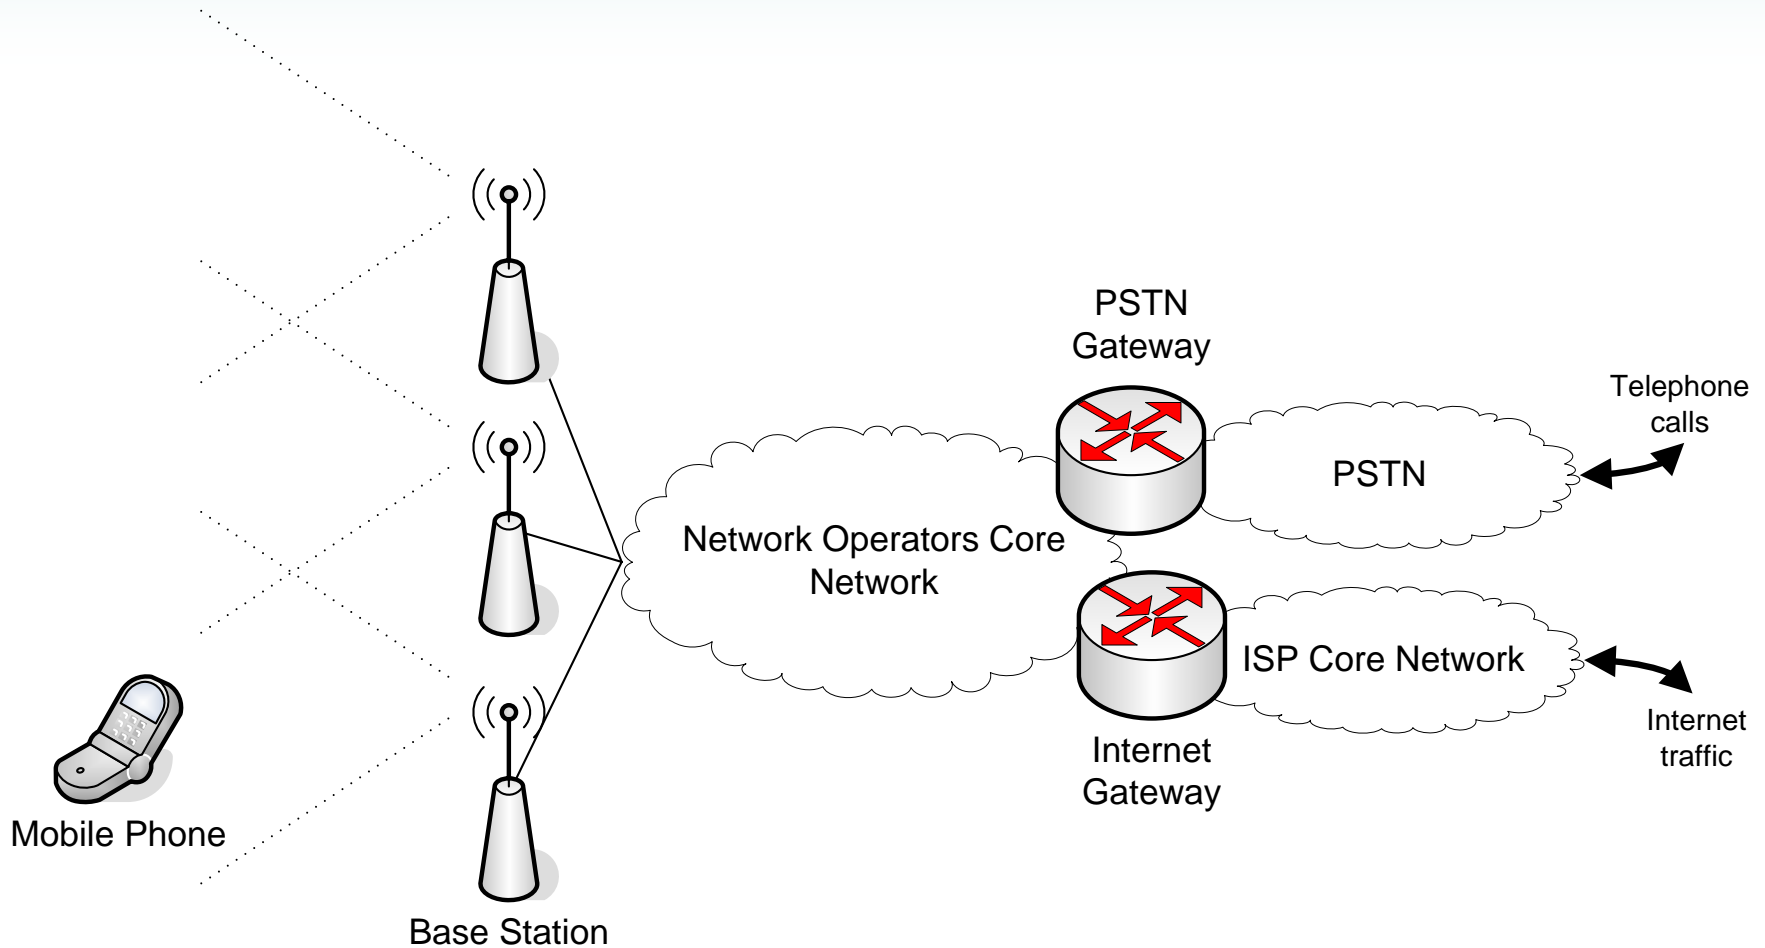 PSTN
Gateway
Telephone
calls
PSTN
Network Operators Core
Network
ISP Core Network
Internet
traffic
Internet
Gateway
Mobile Phone
Base Station